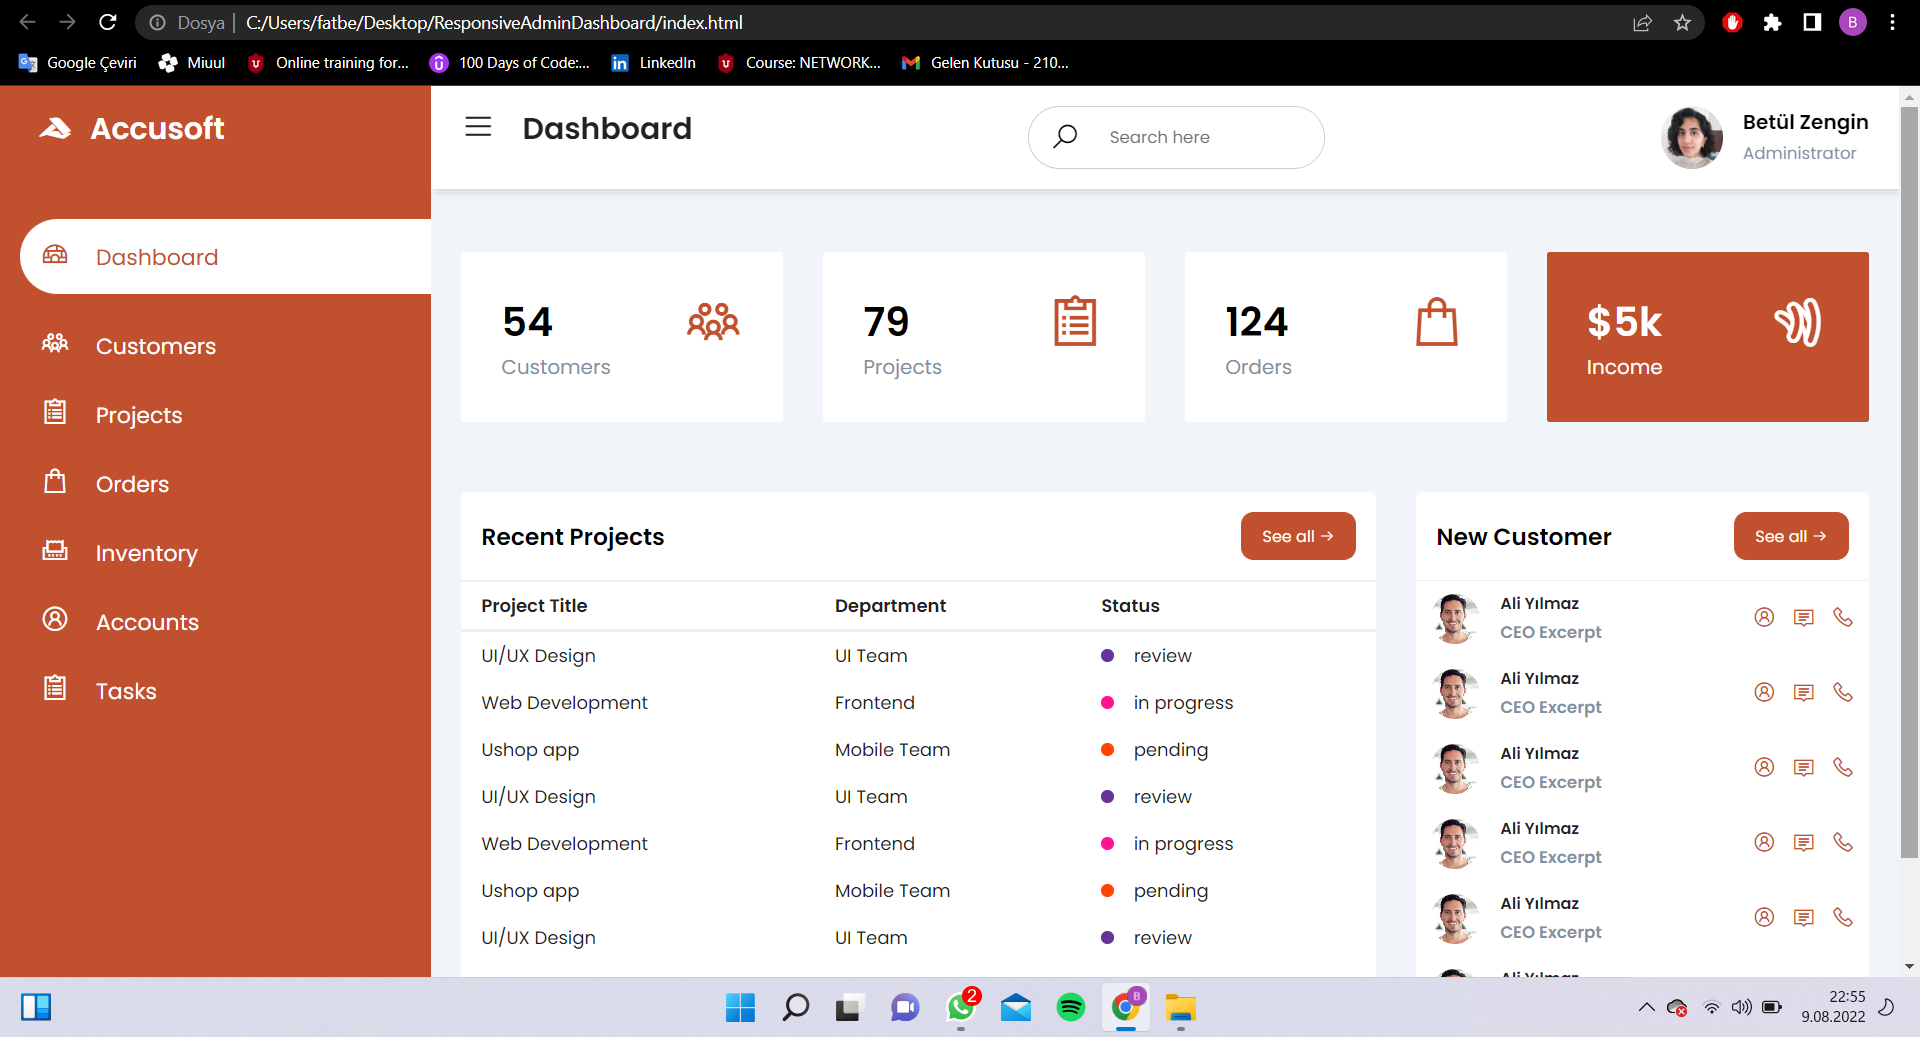 Dosya C:/Users/fatbe/Desktop/ResponsiveAdminDashboard/index.html B
Google Çeviri Miuul Online training for... 100 Days of Code:... LinkedIn Course: NETWORK... Gelen Kutusu - 210...
Accusoft
Dashboard
Customers
Projects
Orders
Inventory
Accounts
Tasks
Dashboard
Search here
Betül Zengin
Administrator
54
Customers
79
Projects
124
Orders
$5k
Income
Recent Projects
See all →
Project Title Department Status
UI/UX Design UI Team review
Web Development Frontend in progress
Ushop app Mobile Team pending
UI/UX Design UI Team review
Web Development Frontend in progress
Ushop app Mobile Team pending
UI/UX Design UI Team review
New Customer
See all →
Ali Yılmaz
CEO Excerpt
Ali Yılmaz
CEO Excerpt
Ali Yılmaz
CEO Excerpt
Ali Yılmaz
CEO Excerpt
Ali Yılmaz
CEO Excerpt
Ali Yılmaz
2
B
22:55
9.08.2022